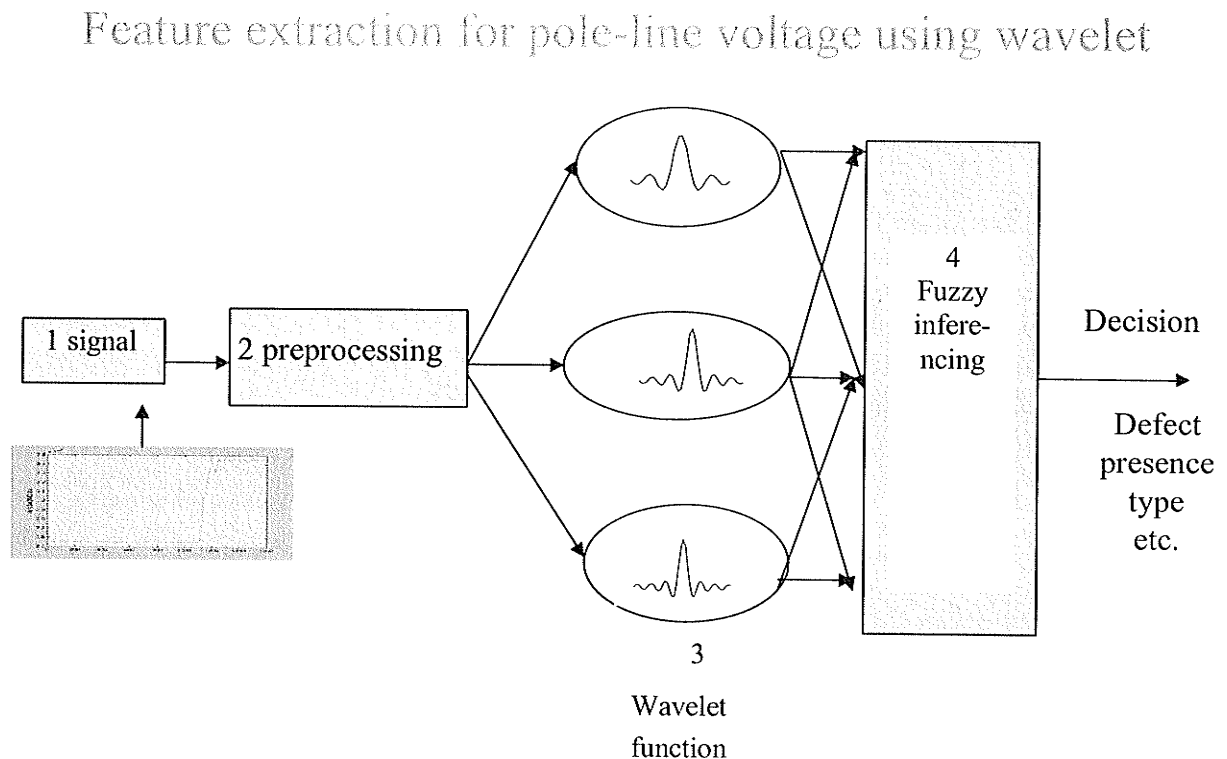 Feature extraction for pole-line voltage using wavelet
1 signal
2 preprocessing
3
Wavelet
function
4
Fuzzy
infere-
ncing
Decision
Defect
presence
type
etc.